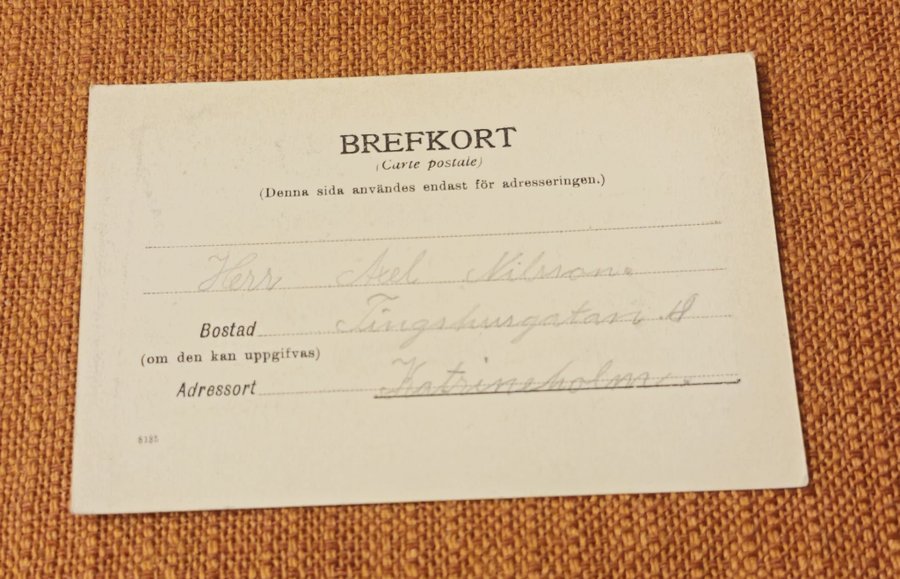 BREFKORT
(Carte postale)
(Denna sida användes endast för adresseringen.)
Herr Axel Nilsson.
Bostad Tingshusgatan 18
(om den kan uppgifvas)
Adressort Katrineholm.